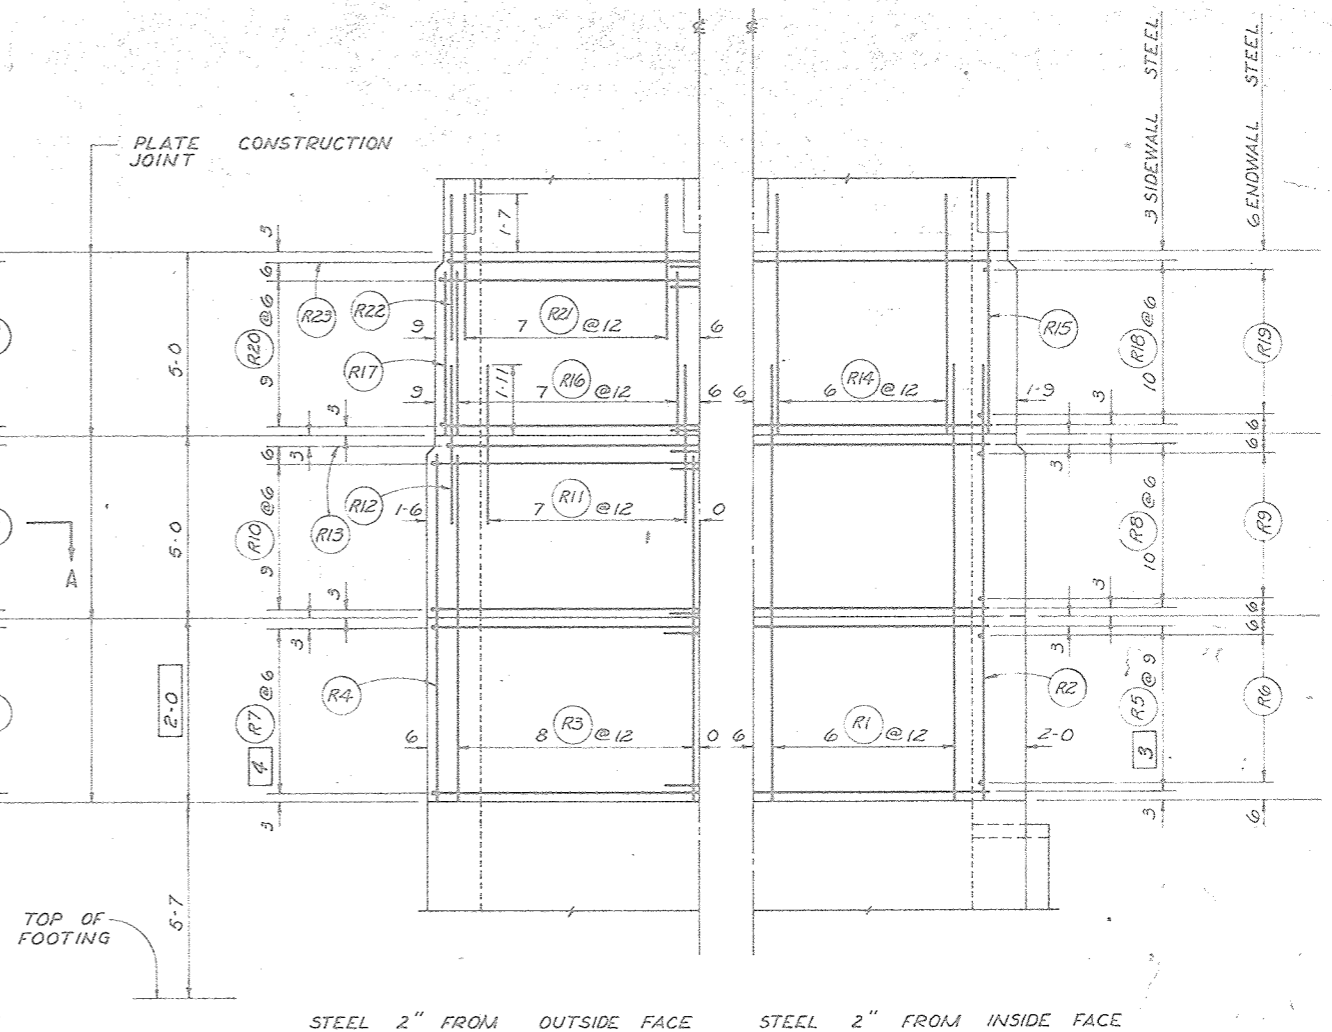 PLATE CONSTRUCTION
JOINT
3 SIDEWALL STEEL
6 ENDWALL STEEL
1-7
3
6
R23
R22
9
7 R21 @ 12
6
R15
R20 @ 6
9
R18 @ 6
10
R19
5-0
R17
9
1-11
7 R16 @ 12
6
6
6 R14 @ 12
1-9
3
3
3
3
6
6
6
R10 @ 6
9
R13
R12
1-6
7 R11 @ 12
0
R8 @ 6
10
R9
5-0
A
3
3
3
3
6
6
2-0
R7 @ 6
4
R4
6
8 R3 @ 12
0
6
6 R1 @ 12
R2
2-0
R5 @ 9
3
R6
3
3
6
5-7
TOP OF
FOOTING
STEEL 2" FROM OUTSIDE FACE
STEEL 2" FROM INSIDE FACE